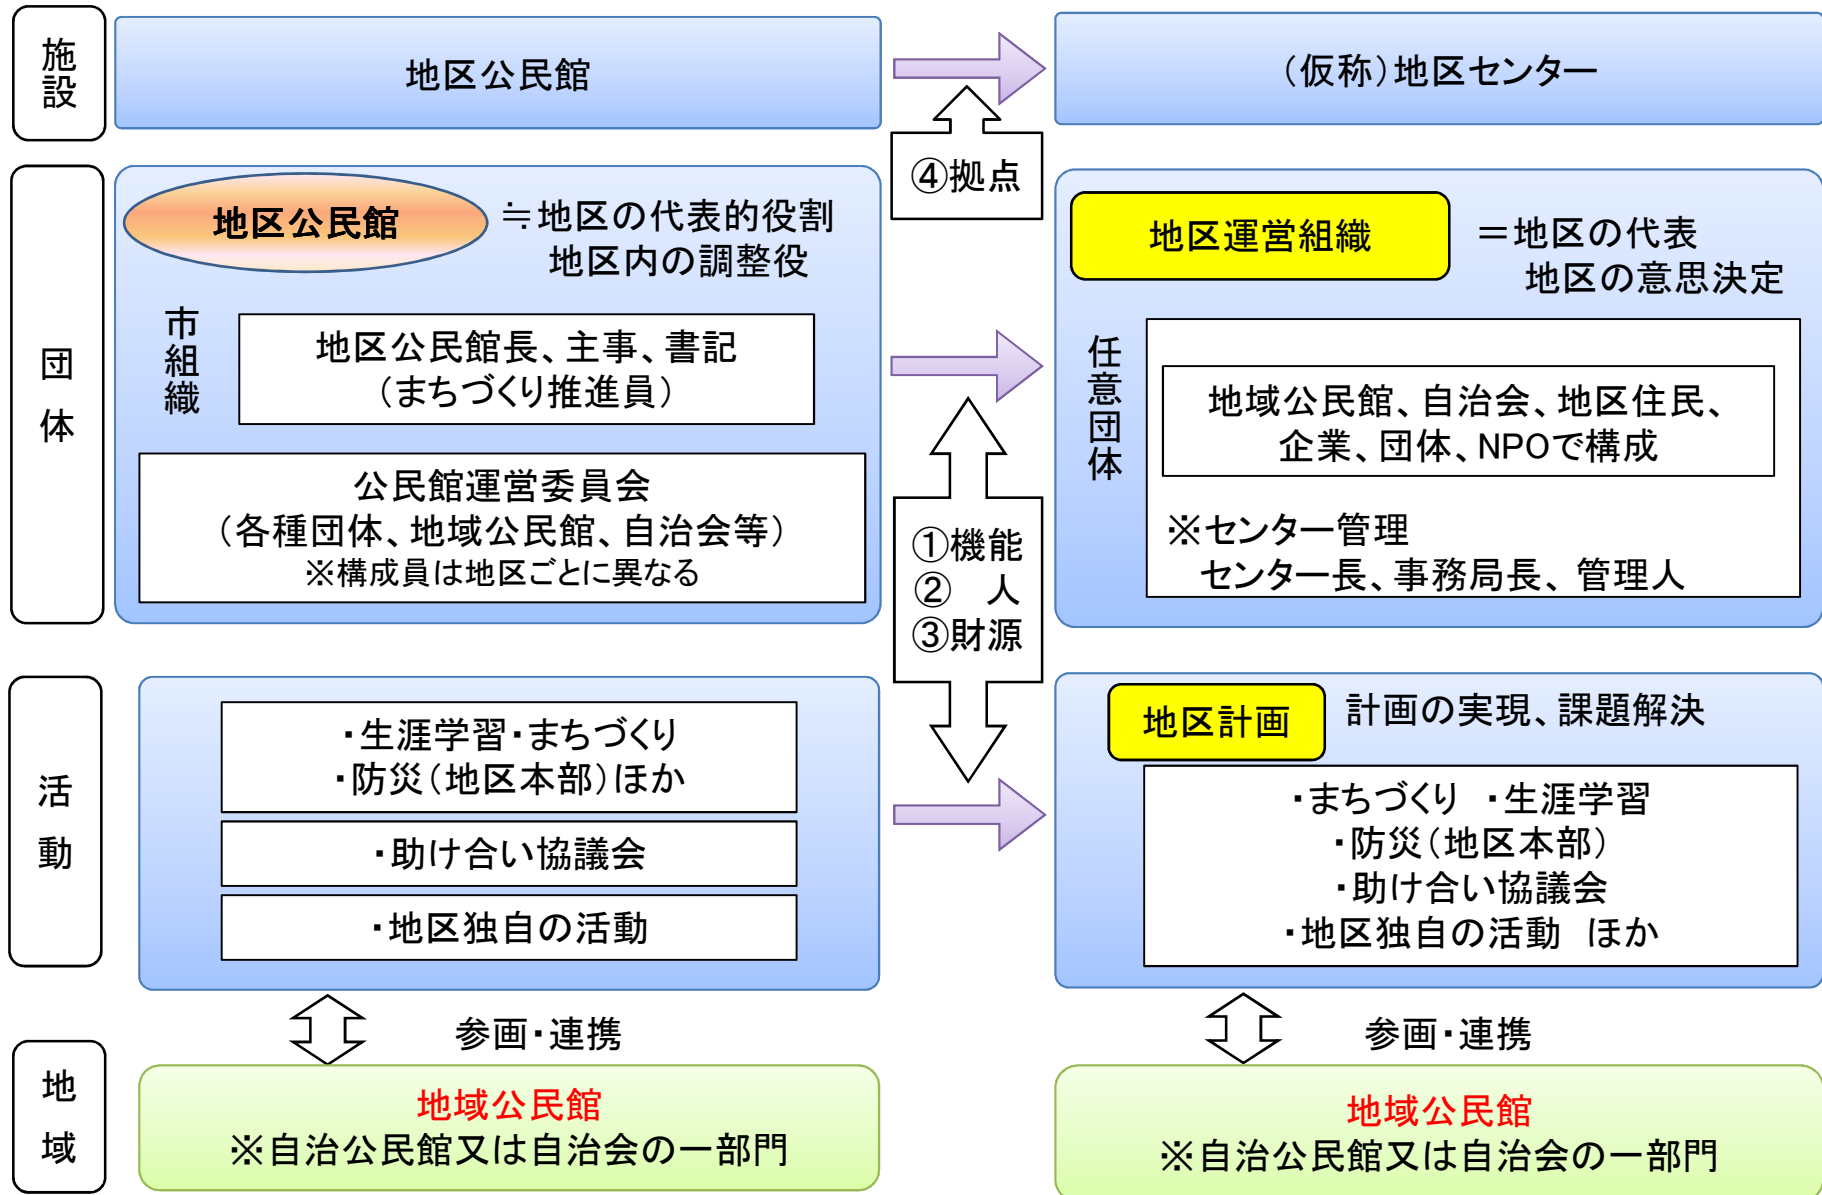 施設
地区公民館
（仮称）地区センター
④拠点
団体
地区公民館
≒地区の代表的役割
地区内の調整役
市組織
地区公民館長、主事、書記
（まちづくり推進員）
公民館運営委員会
（各種団体、地域公民館、自治会等）
※構成員は地区ごとに異なる
①機能
②　人
③財源
地区運営組織
＝地区の代表
地区の意思決定
任意団体
地域公民館、自治会、地区住民、
企業、団体、NPOで構成
※センター管理
センター長、事務局長、管理人
活動
・生涯学習・まちづくり
・防災（地区本部）ほか
・助け合い協議会
・地区独自の活動
地区計画
計画の実現、課題解決
・まちづくり　・生涯学習
・防災（地区本部）
・助け合い協議会
・地区独自の活動　ほか
参画・連携
参画・連携
地域
地域公民館
※自治公民館又は自治会の一部門
地域公民館
※自治公民館又は自治会の一部門